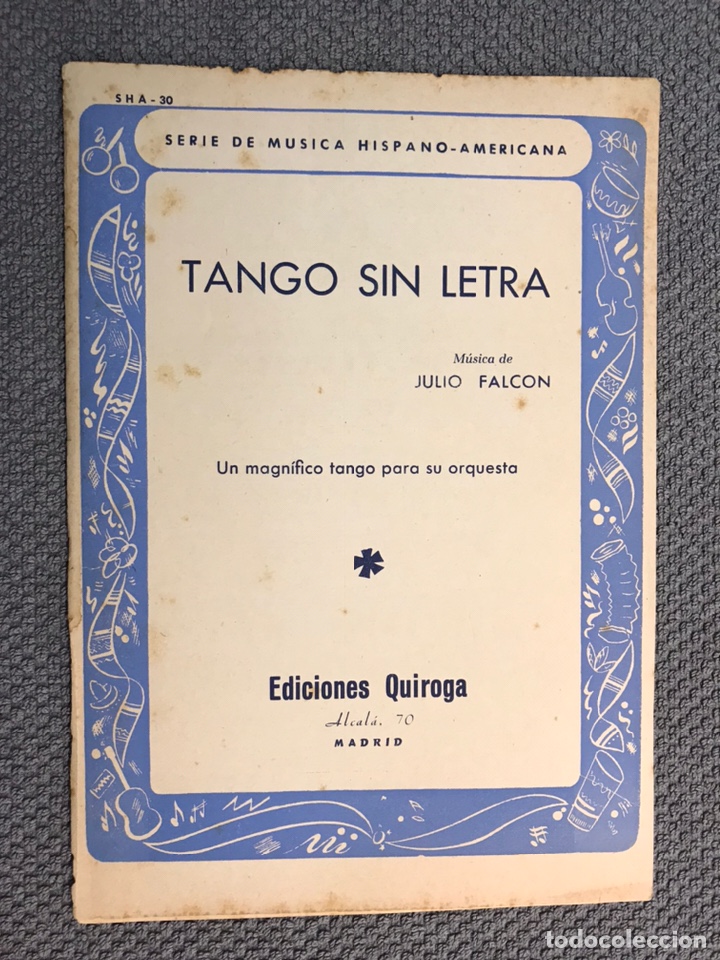 SHA-30
SERIE DE MUSICA HISPANO-AMERICANA
TANGO SIN LETRA
Música de
JULIO FALCON
Un magnífico tango para su orquesta
Ediciones Quiroga
Alcalá, 70
MADRID
todocoleccion